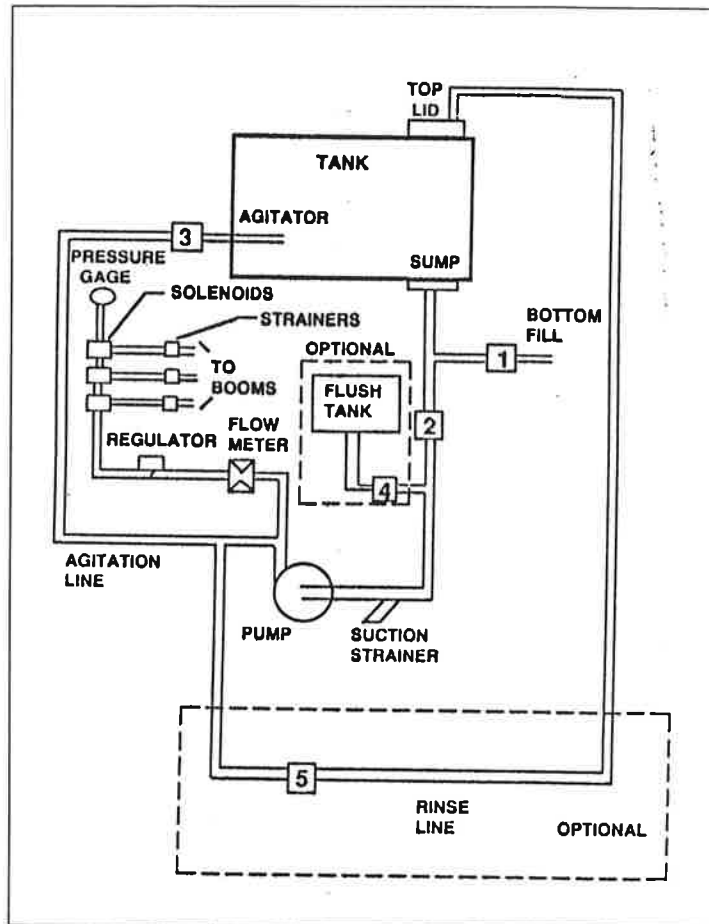 TOP
LID
TANK
AGITATOR
3
SUMP
PRESSURE
GAGE
SOLENOIDS
STRAINERS
BOTTOM
FILL
1
OPTIONAL
TO
BOOMS
FLUSH
TANK
2
REGULATOR
FLOW
METER
4
AGITATION
LINE
PUMP
SUCTION
STRAINER
5
RINSE
LINE
OPTIONAL